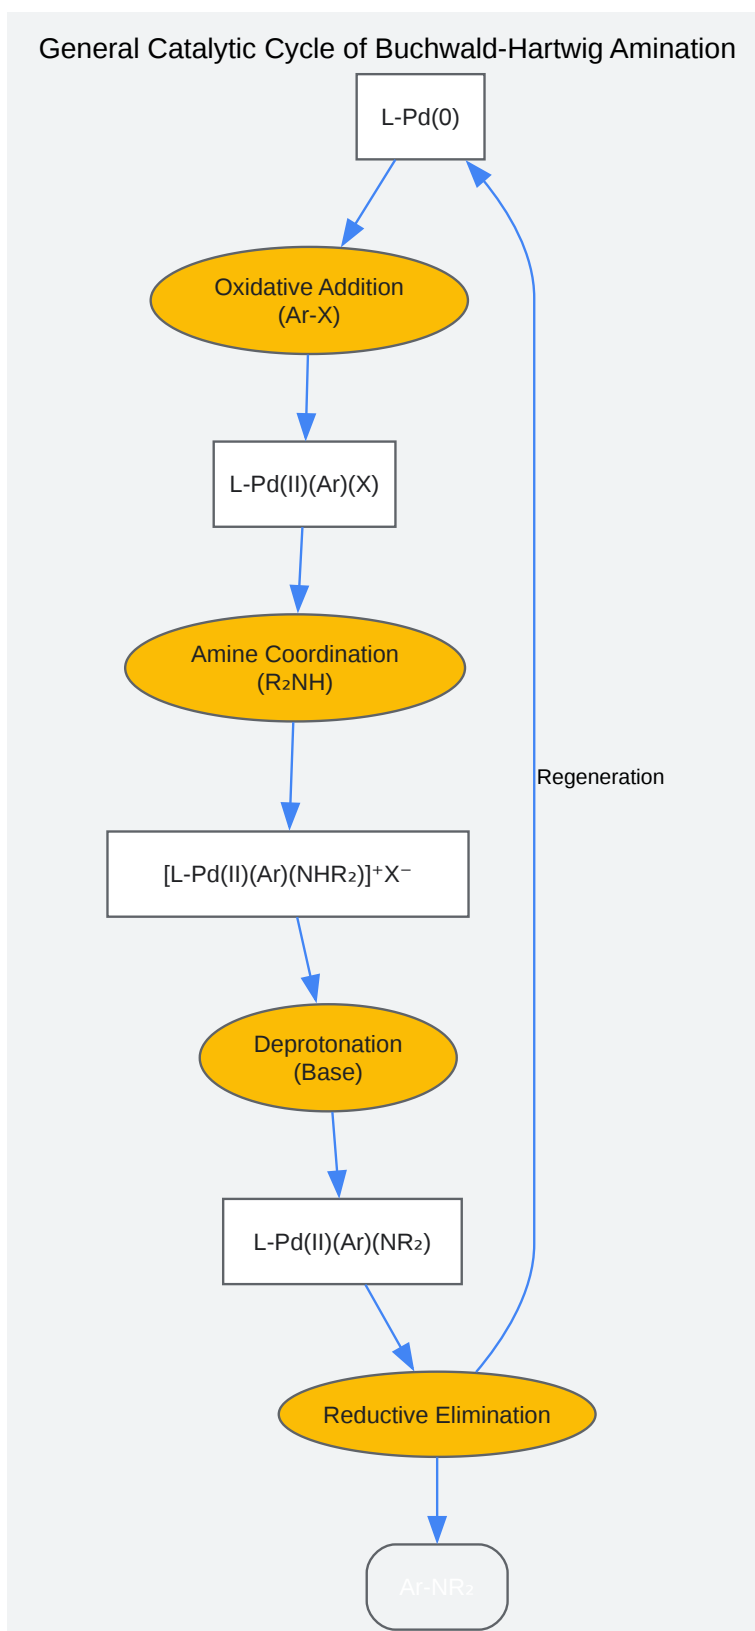 General Catalytic Cycle of Buchwald-Hartwig Amination
L-Pd(0)
Oxidative Addition
(Ar-X)
L-Pd(II)(Ar)(X)
Amine Coordination
(R₂NH)
Regeneration
[L-Pd(II)(Ar)(NHR₂)]⁺X⁻
Deprotonation
(Base)
L-Pd(II)(Ar)(NR₂)
Reductive Elimination
Ar-NR₂